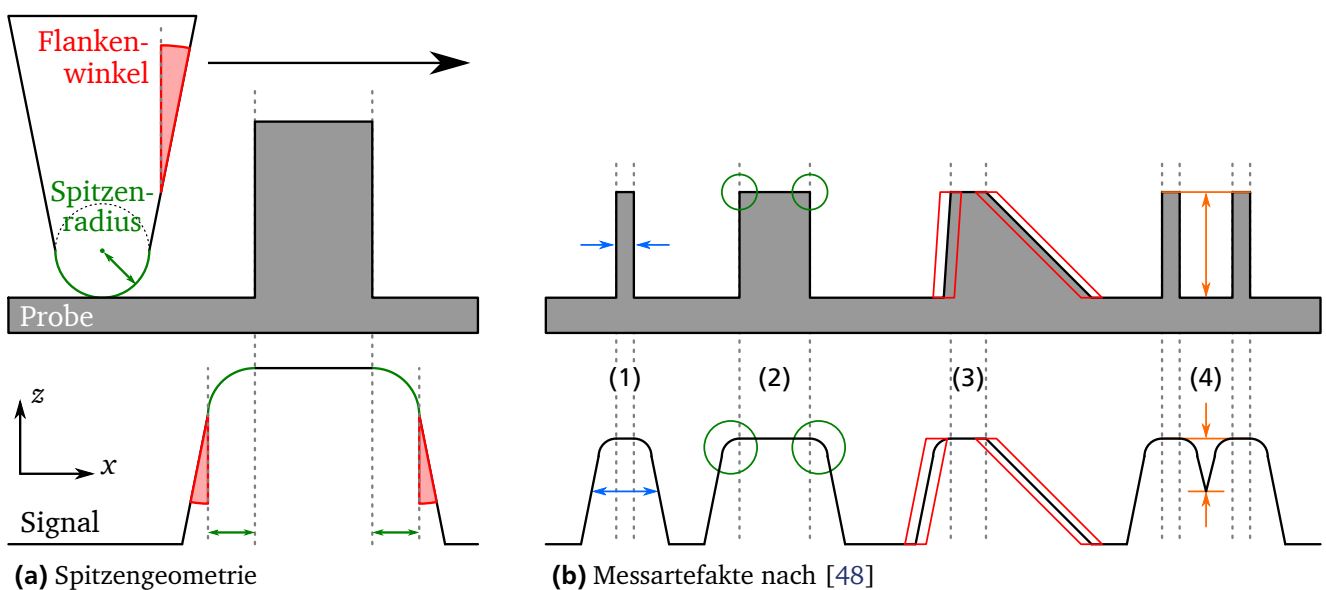 Flanken-
winkel
Spitzen-
radius
Probe
z
x
Signal
(a) Spitzengeometrie
(1)
(2)
(3)
(4)
(b) Messartefakte nach [48]